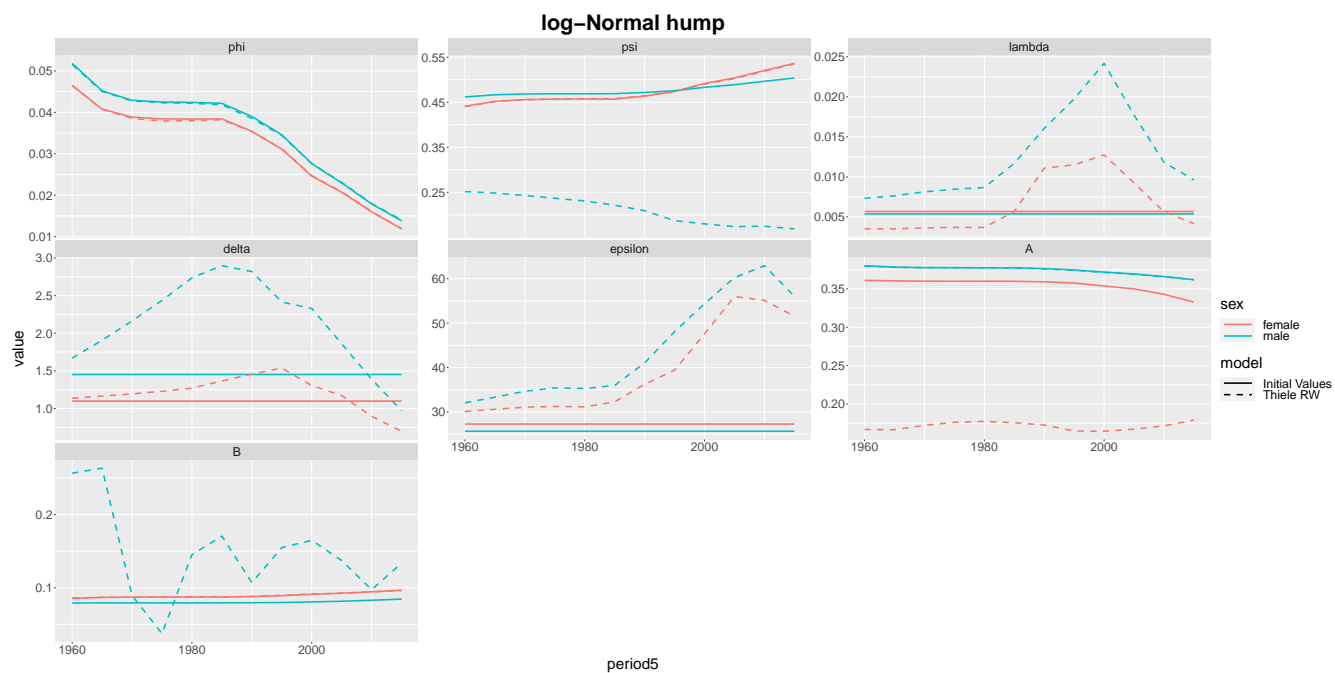 log−Normal hump
phi
psi
lambda
0.05
0.04
0.03
0.02
0.01
0.55
0.45
0.35
0.25
0.025
0.020
0.015
0.010
0.005
delta
epsilon
A
3.0
2.5
2.0
1.5
1.0
60
50
40
30
1960
1980
2000
0.35
0.30
0.25
0.20
1960
1980
2000
B
0.2
0.1
1960
1980
2000
value
period5
sex
female
male
model
Initial Values
Thiele RW